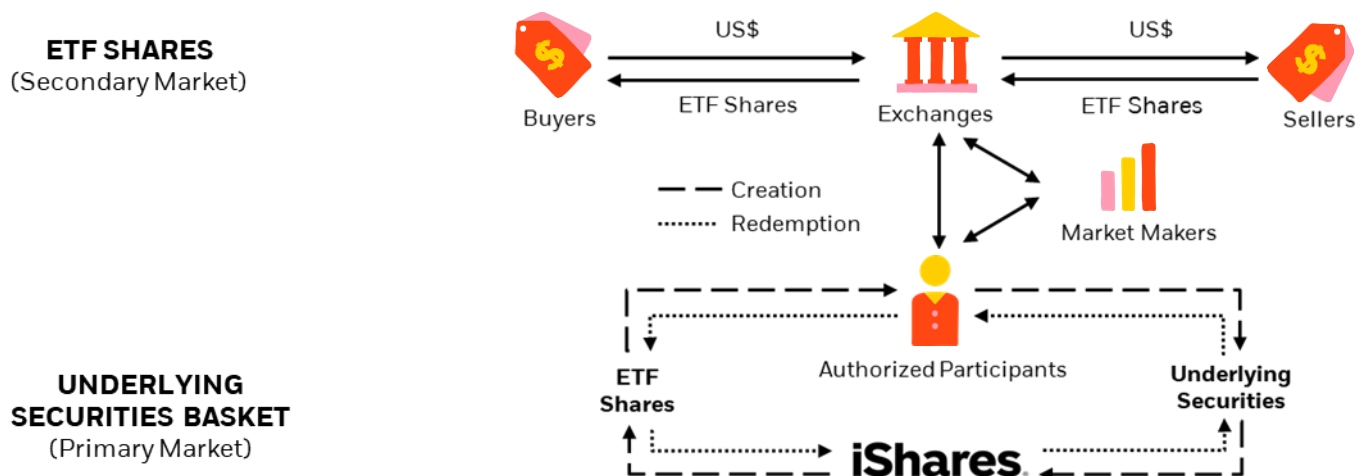 ETF SHARES
(Secondary Market)
US$
US$
ETF Shares
ETF Shares
Buyers
Exchanges
Sellers
Creation
Redemption
Market Makers
Authorized Participants
ETF
Shares
Underlying
Securities
UNDERLYING
SECURITIES BASKET
(Primary Market)
iShares.